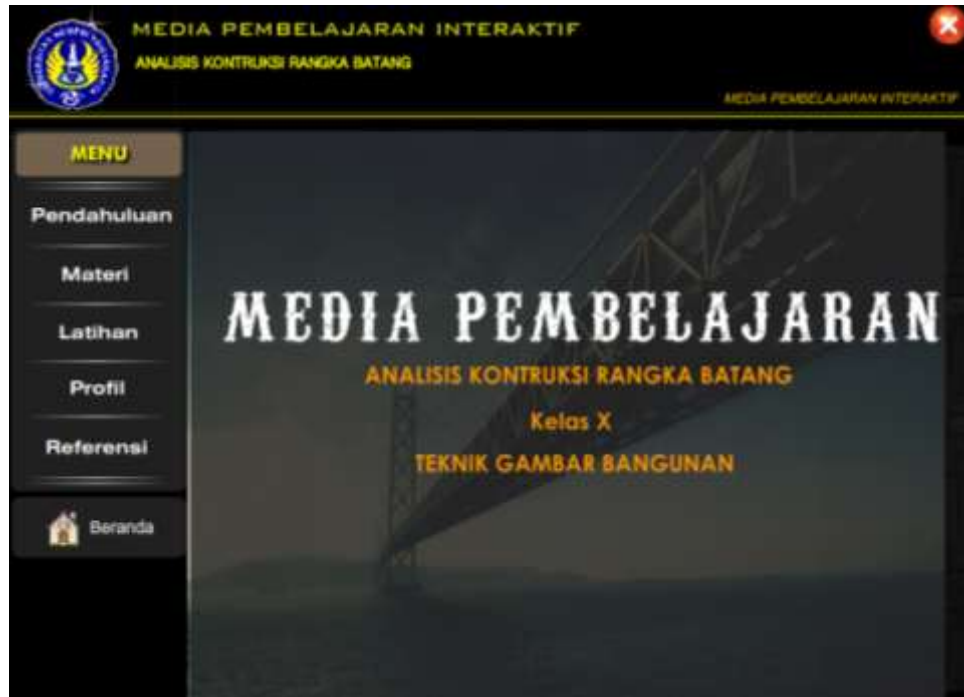 MEDIA PEMBELAJARAN INTERAKTIF
ANALISIS KONTRUKSI RANGKA BATANG
MEDIA PEMBELAJARAN INTERAKTIF
MENU
Pendahuluan
Materi
Latihan
Profil
Referensi
Beranda
MEDIA PEMBELAJARAN
ANALISIS KONTRUKSI RANGKA BATANG
Kelas X
TEKNIK GAMBAR BANGUNAN